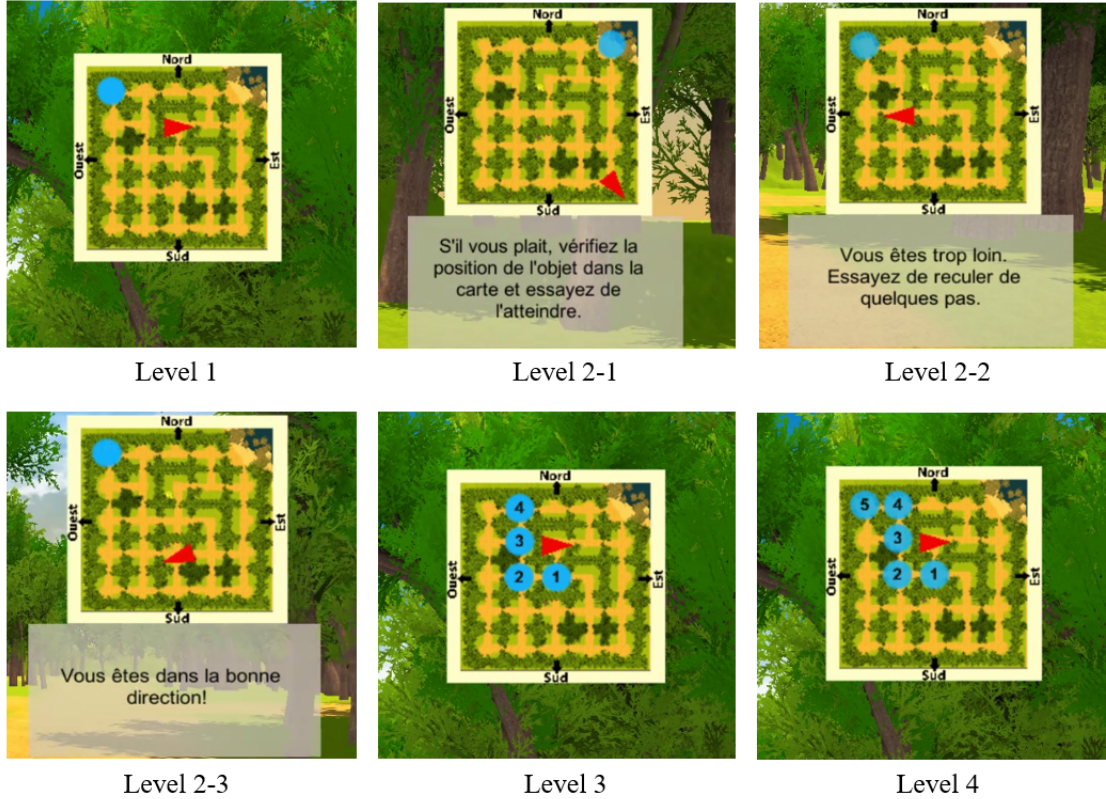 Nord
Ouest
Est
Sud
Level 1
Nord
Ouest
Est
Sud
S'il vous plait, vérifiez la
position de l'objet dans la
carte et essayez de
l'atteindre.
Level 2-1
Nord
Ouest
Est
Sud
Vous êtes trop loin.
Essayez de reculer de
quelques pas.
Level 2-2
Nord
Ouest
Est
Sud
Vous êtes dans la bonne
direction!
Level 2-3
Nord
4
3
2 1
Ouest
Est
Sud
Level 3
Nord
5 4
3
2 1
Ouest
Est
Sud
Level 4